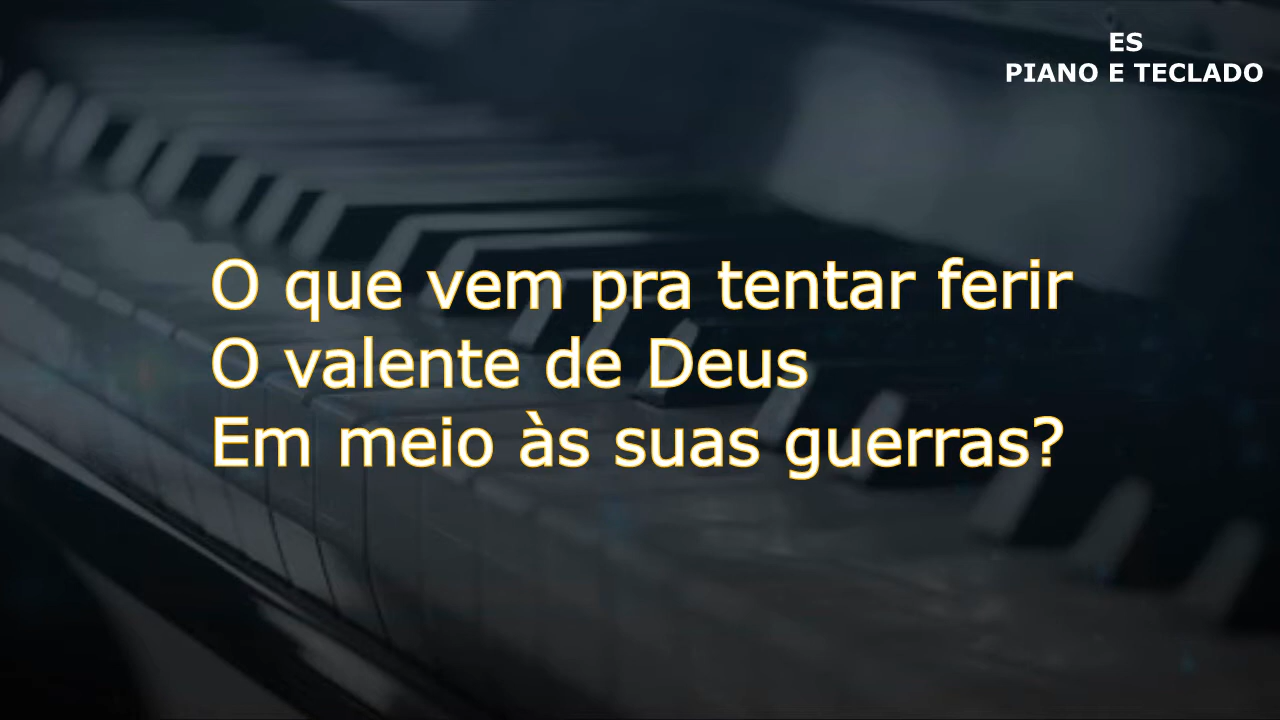 ES
PIANO E TECLADO
O que vem pra tentar ferir
O valente de Deus
Em meio às suas guerras?